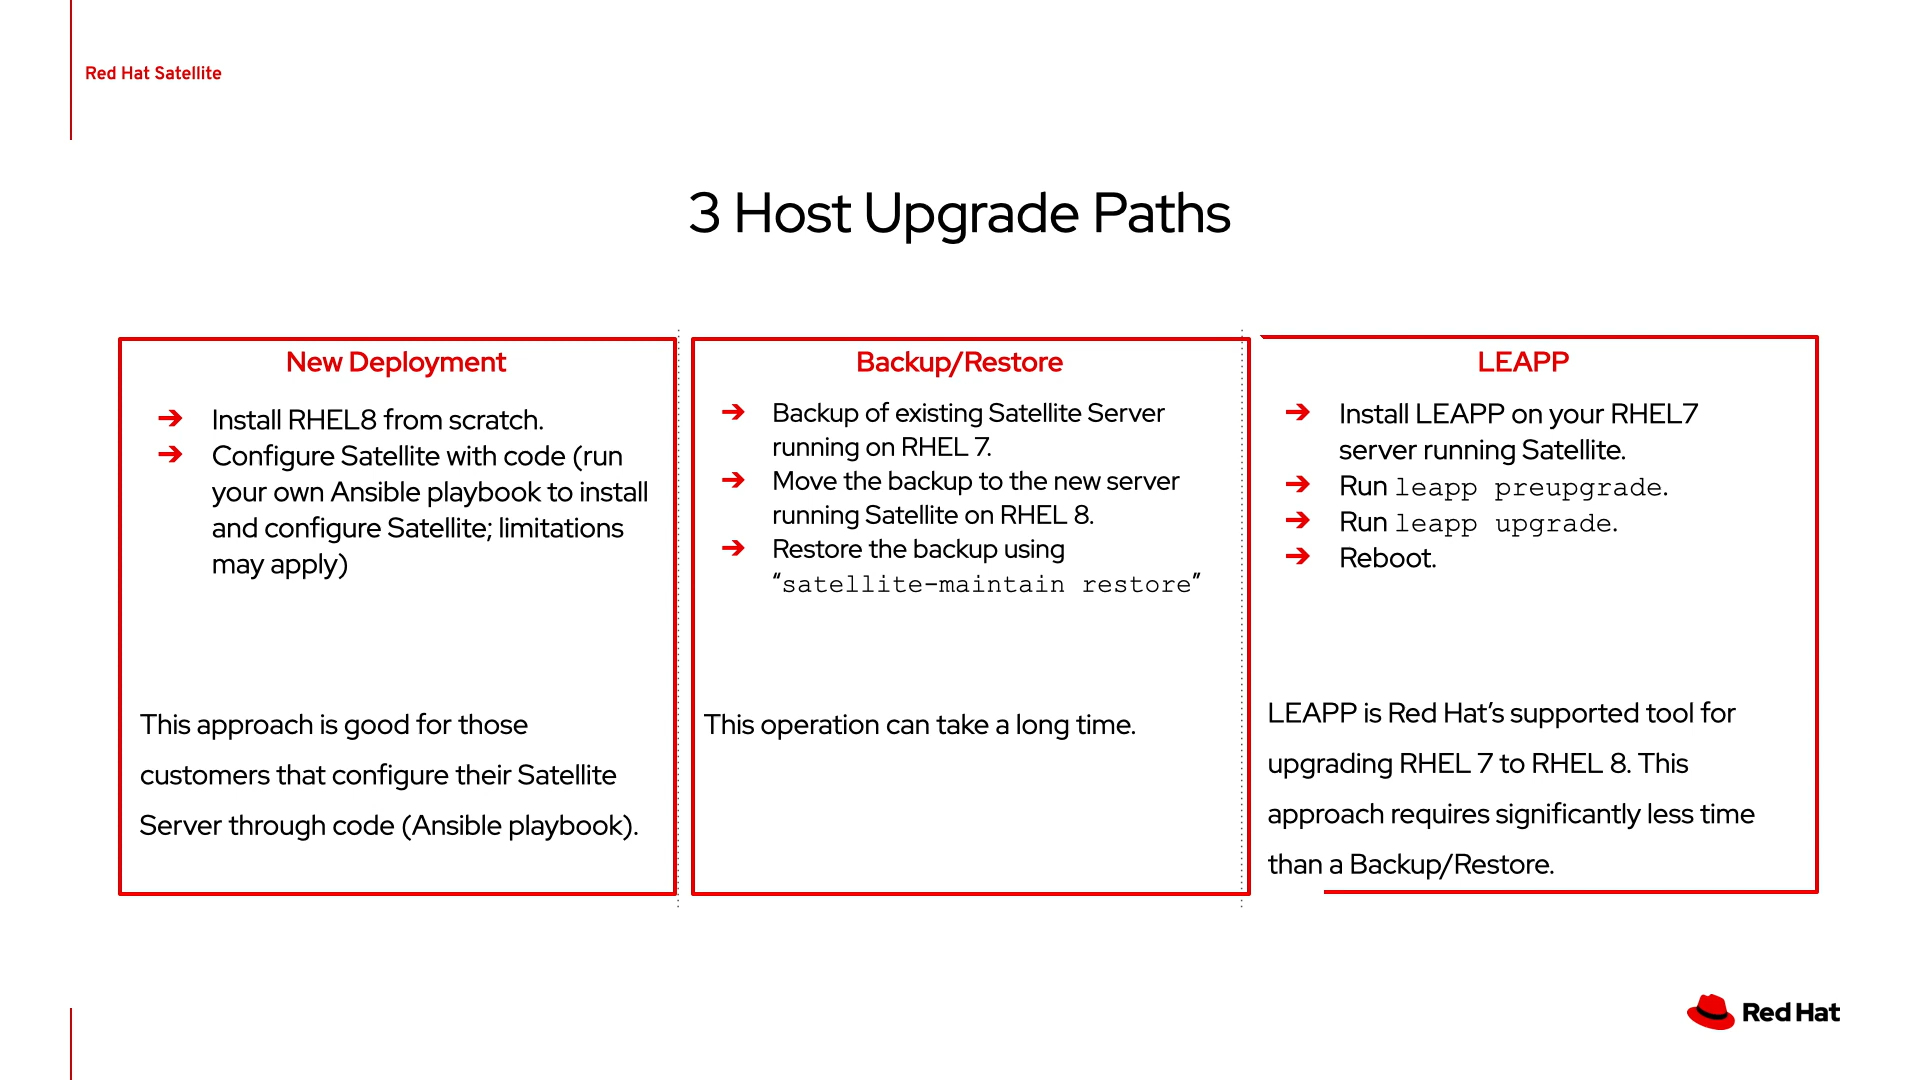 Red Hat Satellite
3 Host Upgrade Paths
New Deployment
➔ Install RHEL8 from scratch.
➔ Configure Satellite with code (run
your own Ansible playbook to install
and configure Satellite; limitations
may apply)
This approach is good for those
customers that configure their Satellite
Server through code (Ansible playbook).
Backup/Restore
➔ Backup of existing Satellite Server
running on RHEL 7.
➔ Move the backup to the new server
running Satellite on RHEL 8.
➔ Restore the backup using
“satellite-maintain restore”
This operation can take a long time.
LEAPP
➔ Install LEAPP on your RHEL7
server running Satellite.
➔ Run leapp preupgrade.
➔ Run leapp upgrade.
➔ Reboot.
LEAPP is Red Hat’s supported tool for
upgrading RHEL 7 to RHEL 8. This
approach requires significantly less time
than a Backup/Restore.
Red Hat